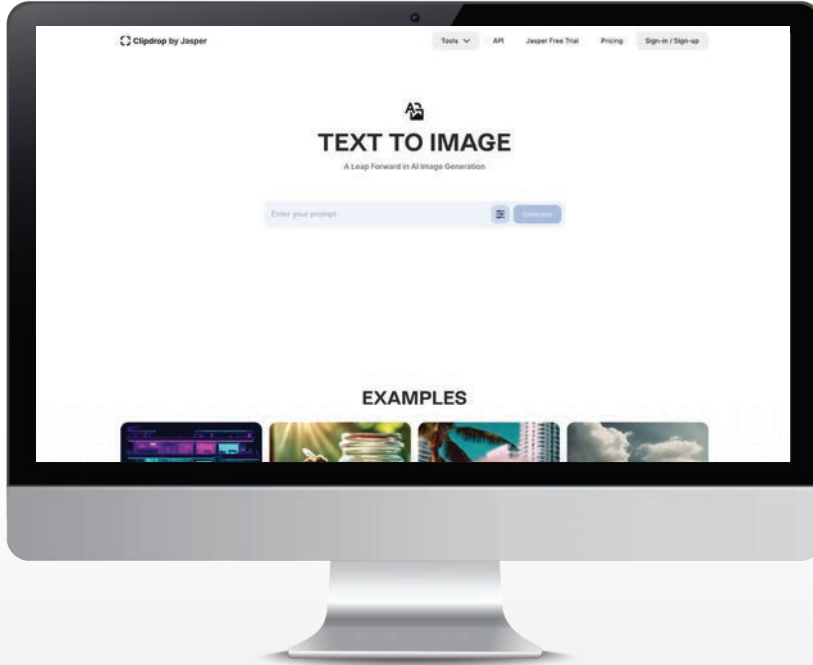 Clipdrop by Jasper
Tools
API
Jasper Free Trial
Pricing
Sign-in / Sign-up
TEXT TO IMAGE
A Leap Forward in AI Image Generation
Enter your prompt
Generate
EXAMPLES